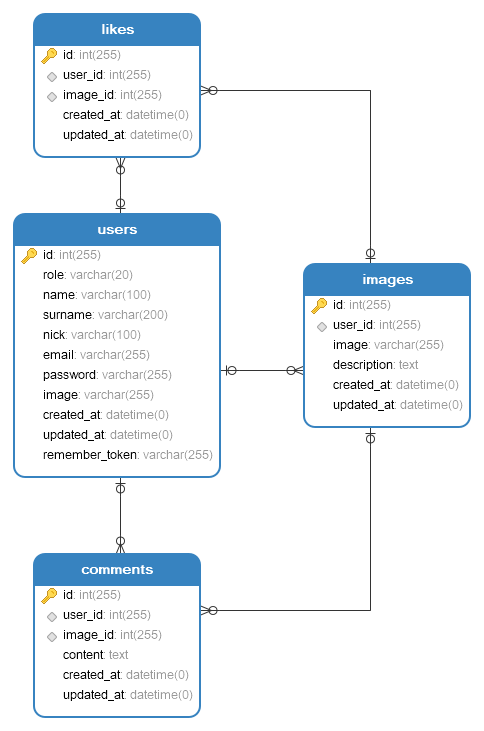 likes
id: int(255)
user_id: int(255)
image_id: int(255)
created_at: datetime(0)
updated_at: datetime(0)
users
id: int(255)
role: varchar(20)
name: varchar(100)
surname: varchar(200)
nick: varchar(100)
email: varchar(255)
password: varchar(255)
image: varchar(255)
created_at: datetime(0)
updated_at: datetime(0)
remember_token: varchar(255)
images
id: int(255)
user_id: int(255)
image: varchar(255)
description: text
created_at: datetime(0)
updated_at: datetime(0)
comments
id: int(255)
user_id: int(255)
image_id: int(255)
content: text
created_at: datetime(0)
updated_at: datetime(0)